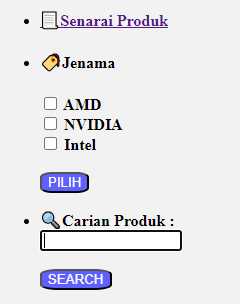 Senarai Produk
Jenama
AMD
NVIDIA
Intel
PILIH
Carian Produk :
SEARCH